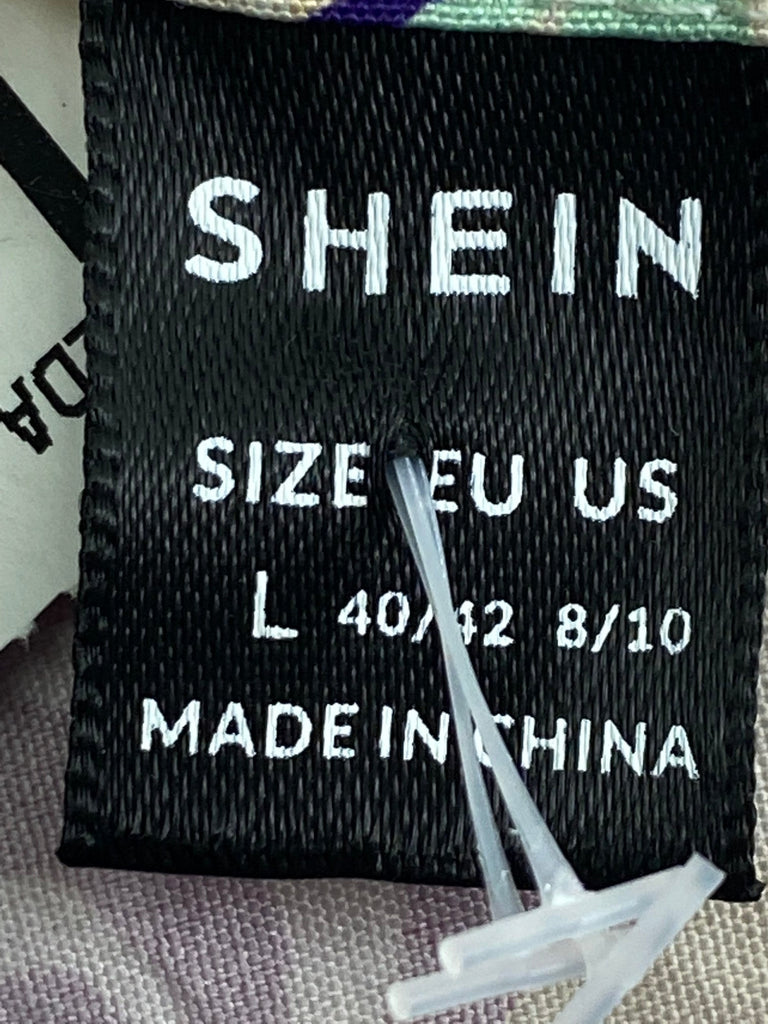 SHEIN
SIZE EU US
L 40/42 8/10
MADE IN CHINA